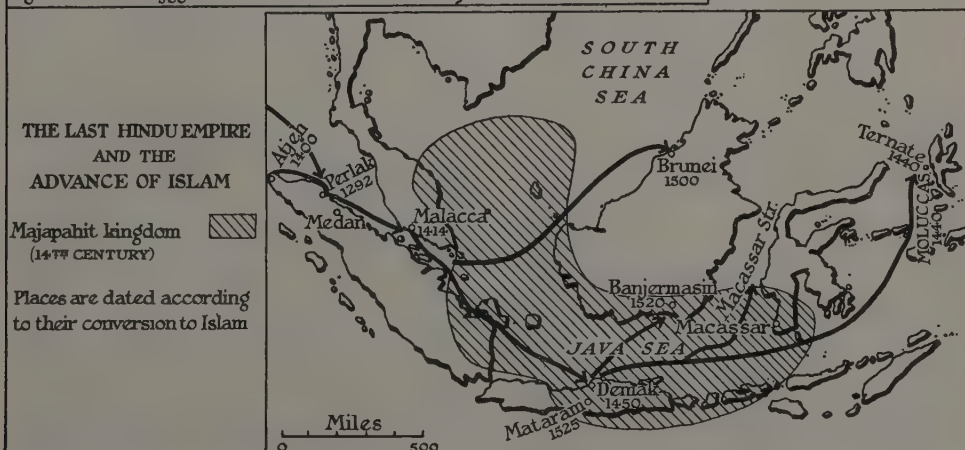 THE LAST HINDU EMPIRE
AND THE
ADVANCE OF ISLAM
Majapahit kingdom
(14TH CENTURY)
Places are dated according
to their conversion to Islam
SOUTH
CHINA
SEA
Atjeh
1400
Perlak
1292
Medan
Malacca
1414
Brunei
1500
Ternate
1440
MOLUCCAS
1440
Macassar Str.
Banjermasin
1520
Macassar
JAVA SEA
Demak
1450
Mataram
1525
Miles
0 500